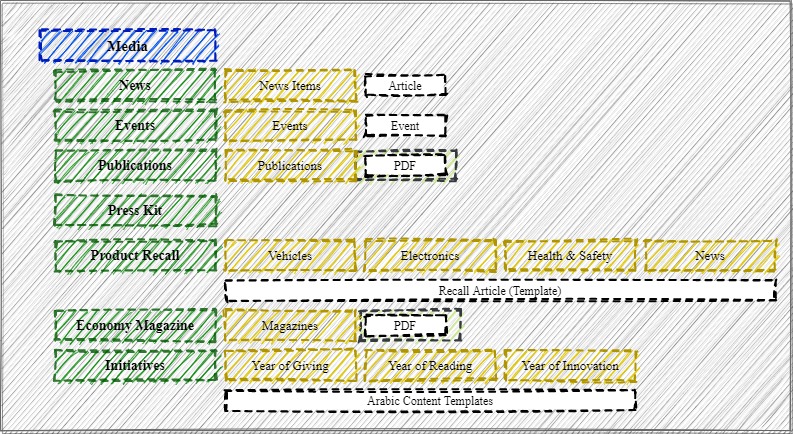 Media
News
News Items
Article
Events
Events
Event
Publications
Publications
PDF
Press Kit
Product Recall
Vehicles
Electronics
Health & Safety
News
Recall Article (Template)
Economy Magazine
Magazines
PDF
Initiatives
Year of Giving
Year of Reading
Year of Innovation
Arabic Content Templates